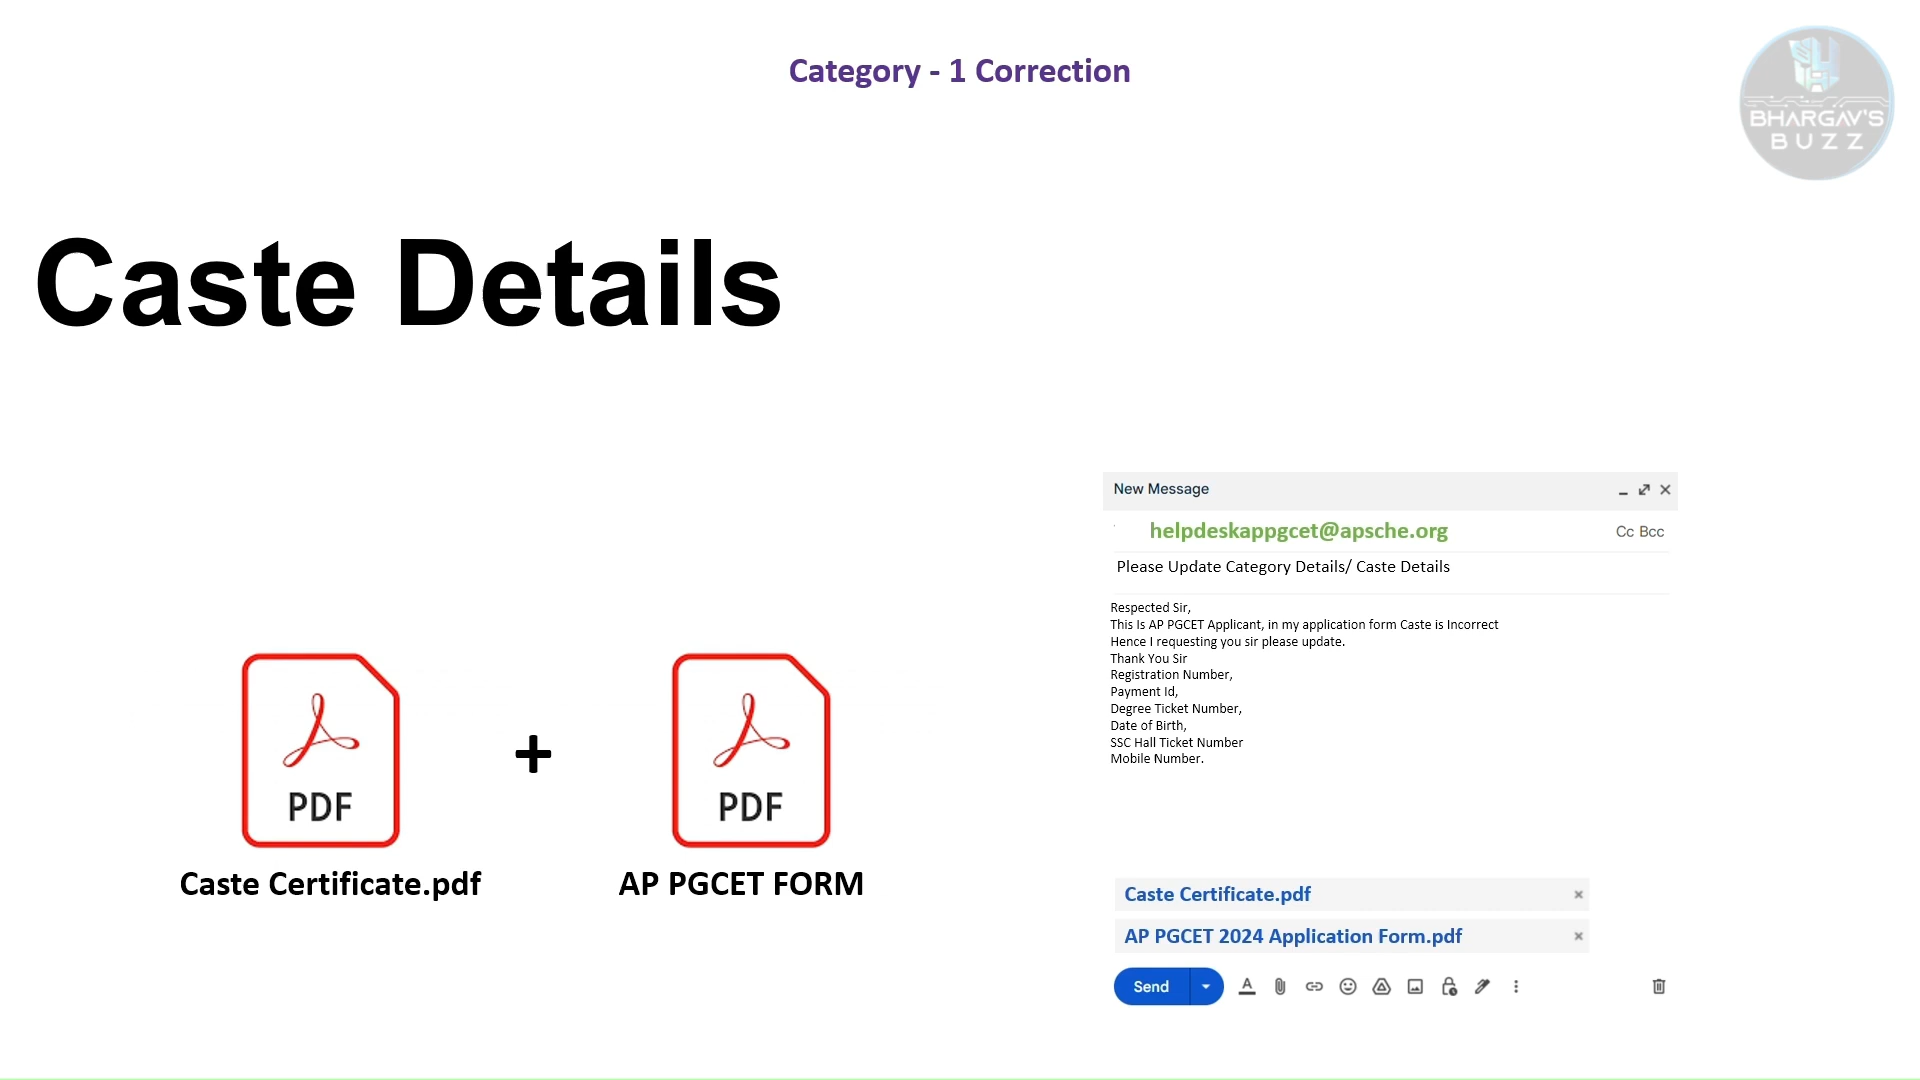 Category - 1 Correction
BHARGAV'S
BUZZ
Caste Details
New Message
helpdeskappgcet@apsche.org
Cc Bcc
Please Update Category Details/ Caste Details
Respected Sir,
This Is AP PGCET Applicant, in my application form Caste is Incorrect
Hence I requesting you sir please update.
Thank You Sir
Registration Number,
Payment Id,
Degree Ticket Number,
Date of Birth,
SSC Hall Ticket Number
Mobile Number.
PDF
+
PDF
Caste Certificate.pdf
AP PGCET FORM
Caste Certificate.pdf
AP PGCET 2024 Application Form.pdf
Send